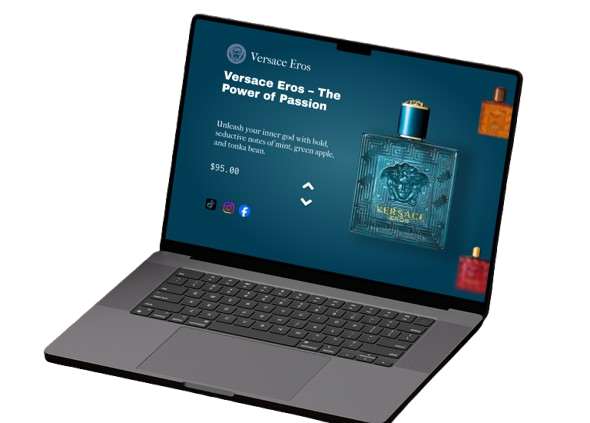 Versace Eros
Versace Eros – The
Power of Passion
Unleash your inner god with bold,
seductive notes of mint, green apple,
and tonka bean.
$95.00
VERSACE
EROS